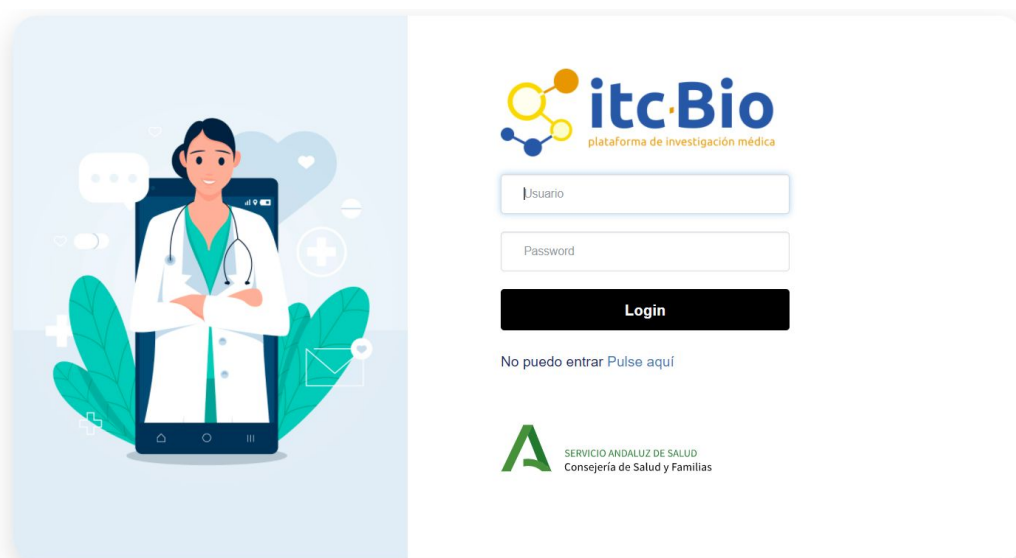 itc·Bio
plataforma de investigación médica
Usuario
Password
Login
No puedo entrar Pulse aquí
SERVICIO ANDALUZ DE SALUD
Consejería de Salud y Familias